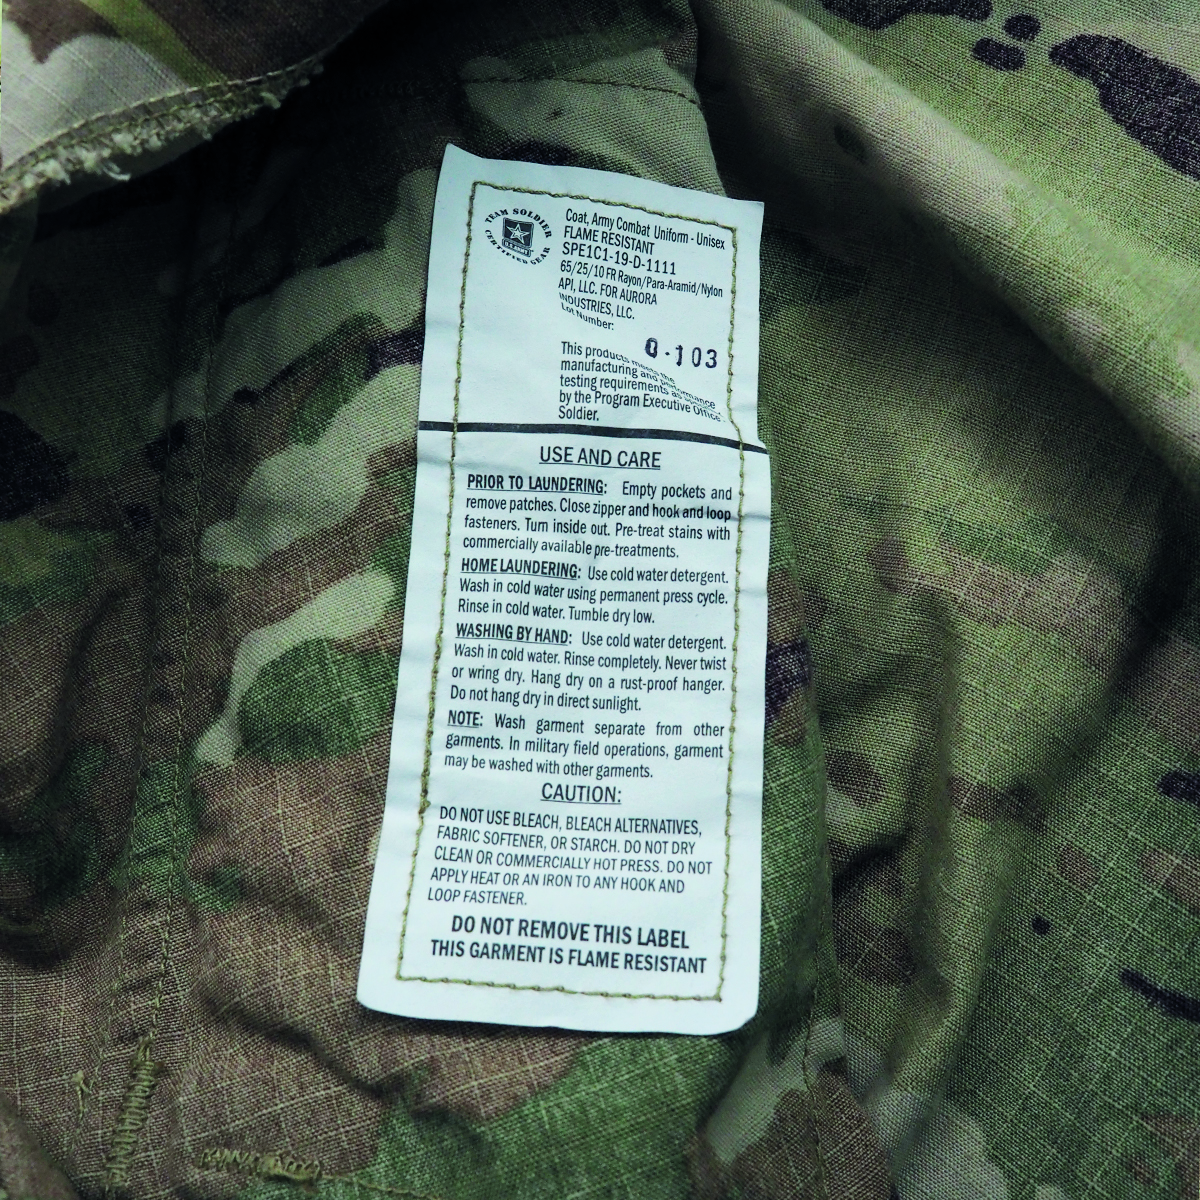 TEAM SOLDIER
CERTIFIED GEAR
Coat, Army Combat Uniform - Unisex
FLAME RESISTANT
SPE1C1-19-D-1111
65/25/10 FR Rayon/Para-Aramid/Nylon
API, LLC. FOR AURORA
INDUSTRIES, LLC.
Lot Number:
0-103
This products meets the
manufacturing and performance
testing requirements as
by the Program Executive Office
Soldier.
USE AND CARE
PRIOR TO LAUNDERING: Empty pockets and
remove patches. Close zipper and hook and loop
fasteners. Turn inside out. Pre-treat stains with
commercially available pre-treatments.
HOME LAUNDERING: Use cold water detergent.
Wash in cold water using permanent press cycle.
Rinse in cold water. Tumble dry low.
WASHING BY HAND: Use cold water detergent.
Wash in cold water. Rinse completely. Never twist
or wring dry. Hang dry on a rust-proof hanger.
Do not hang dry in direct sunlight.
NOTE: Wash garment separate from other
garments. In military field operations, garment
may be washed with other garments.
CAUTION:
DO NOT USE BLEACH, BLEACH ALTERNATIVES,
FABRIC SOFTENER, OR STARCH. DO NOT DRY
CLEAN OR COMMERCIALLY HOT PRESS. DO NOT
APPLY HEAT OR AN IRON TO ANY HOOK AND
LOOP FASTENER.
DO NOT REMOVE THIS LABEL
THIS GARMENT IS FLAME RESISTANT